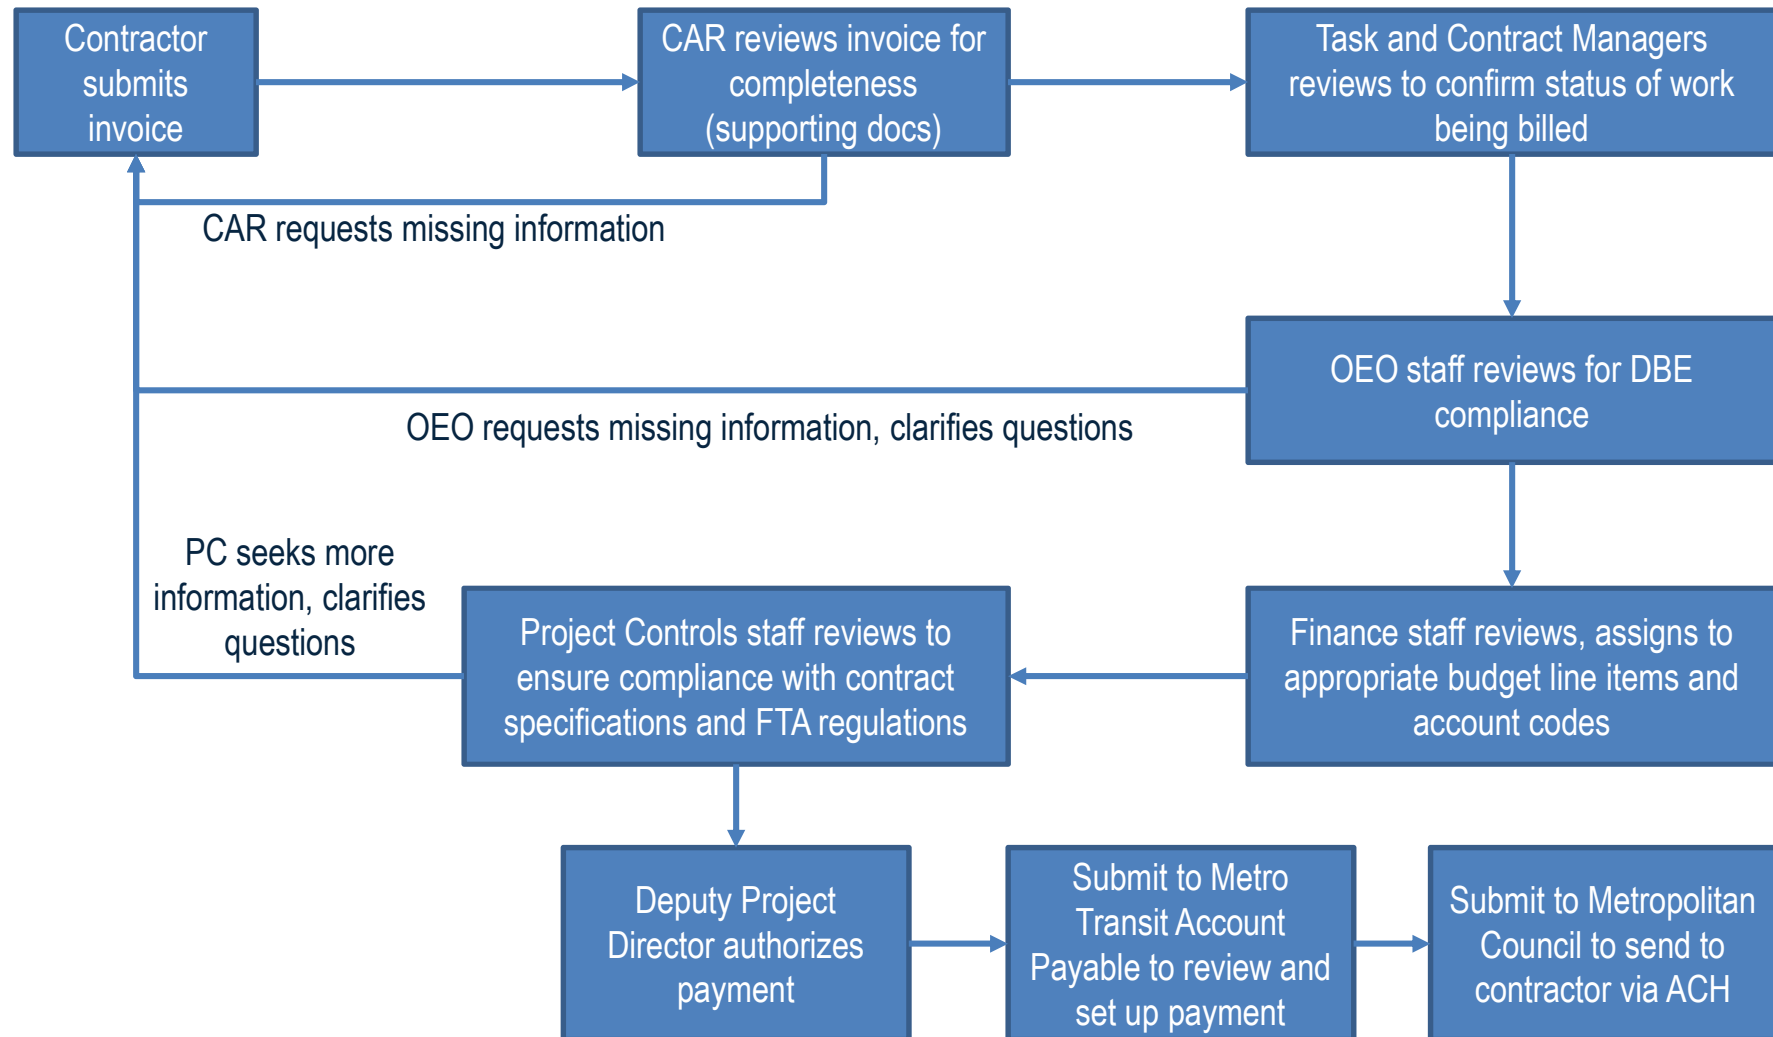 Contractor
submits
invoice
CAR reviews invoice for
completeness
(supporting docs)
Task and Contract Managers
reviews to confirm status of work
being billed
CAR requests missing information
OEO staff reviews for DBE
compliance
OEO requests missing information, clarifies questions
PC seeks more
information, clarifies
questions
Project Controls staff reviews to
ensure compliance with contract
specifications and FTA regulations
Finance staff reviews, assigns to
appropriate budget line items and
account codes
Deputy Project
Director authorizes
payment
Submit to Metro
Transit Account
Payable to review and
set up payment
Submit to Metropolitan
Council to send to
contractor via ACH